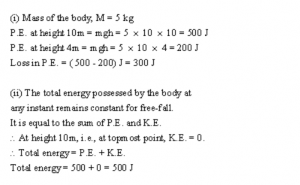 (i) Mass of the body, M = 5 kg
P.E. at height 10m = mgh = 5 × 10 × 10 = 500 J
P.E. at height 4m = mgh = 5 × 10 × 4 = 200 J
Loss in P.E. = (500 - 200) J = 300 J
(ii) The total energy possessed by the body at
any instant remains constant for free-fall.
It is equal to the sum of P.E. and K.E.
∴ At height 10m, i.e., at topmost point, K.E. = 0.
∴ Total energy = P.E. + K.E.
Total energy = 500 + 0 = 500 J